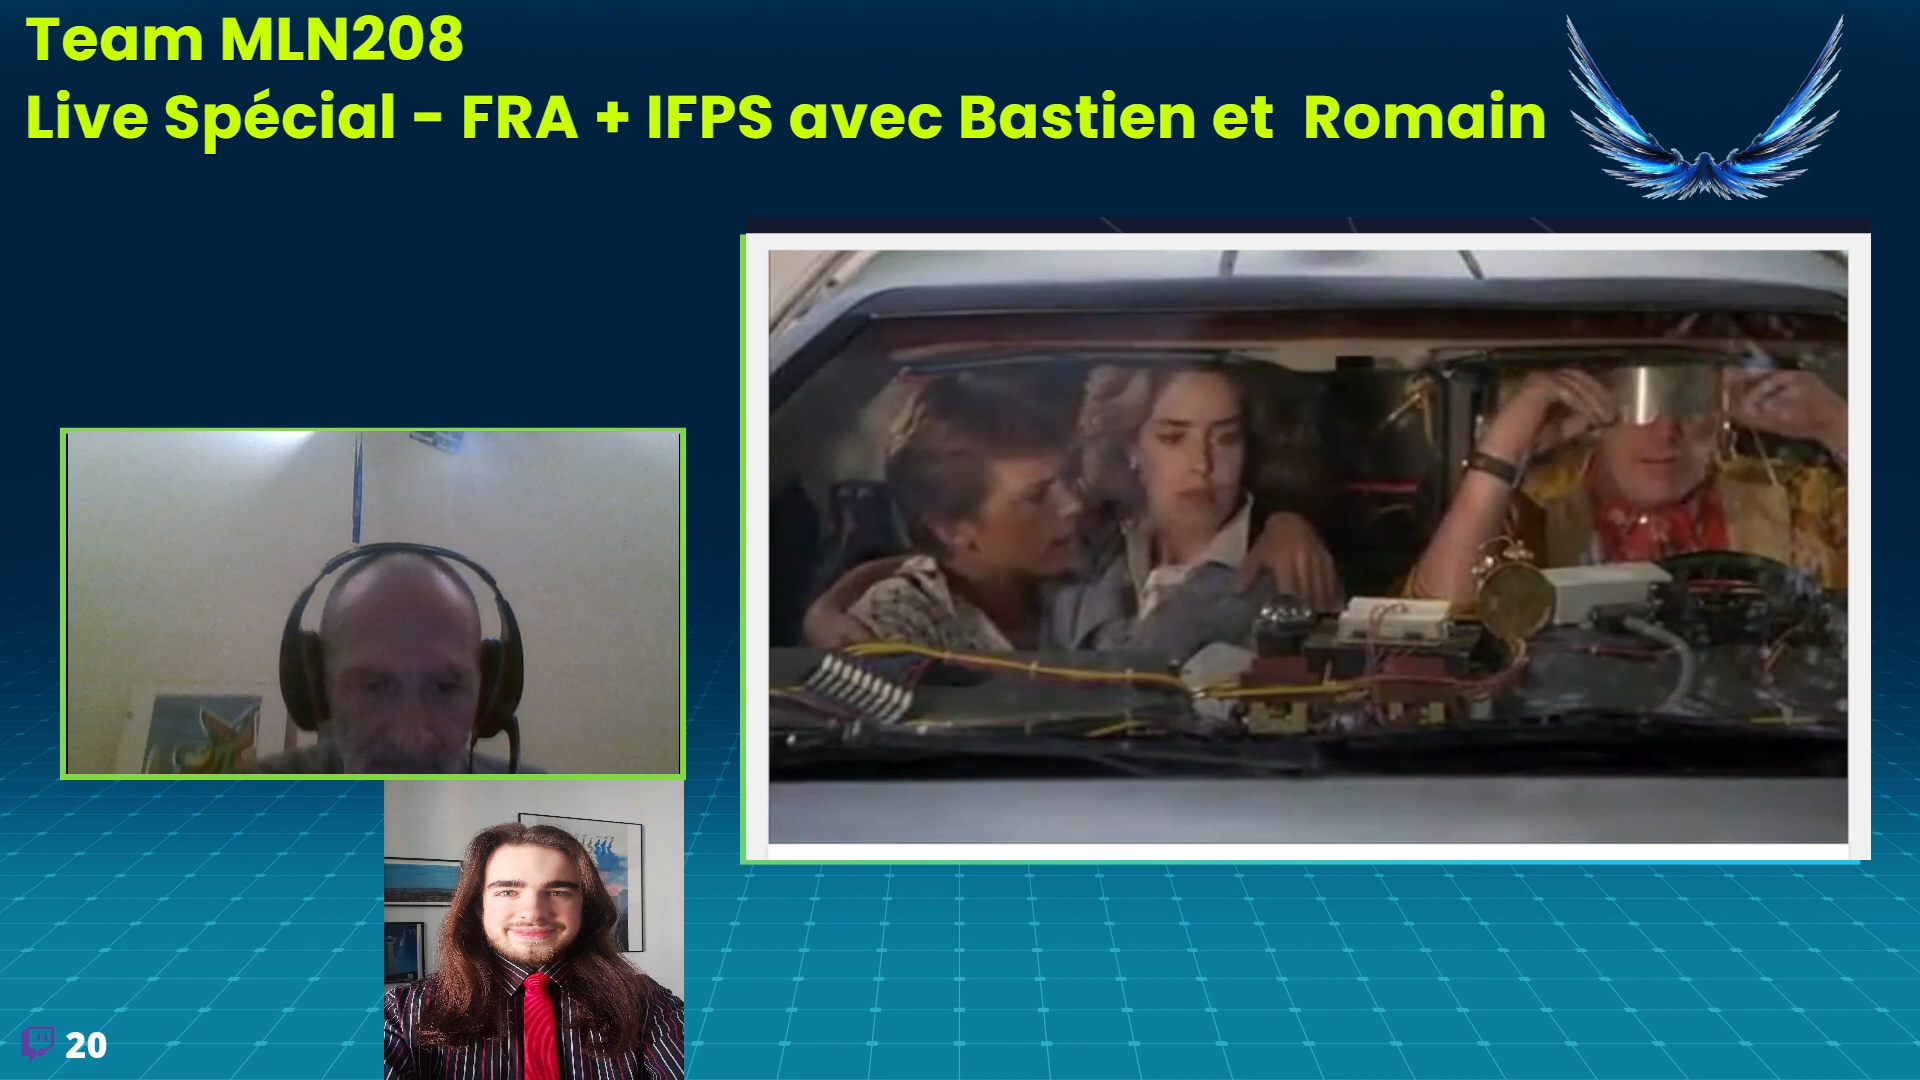 Team MLN208
Live Spécial - FRA + IFPS avec Bastien et Romain
20